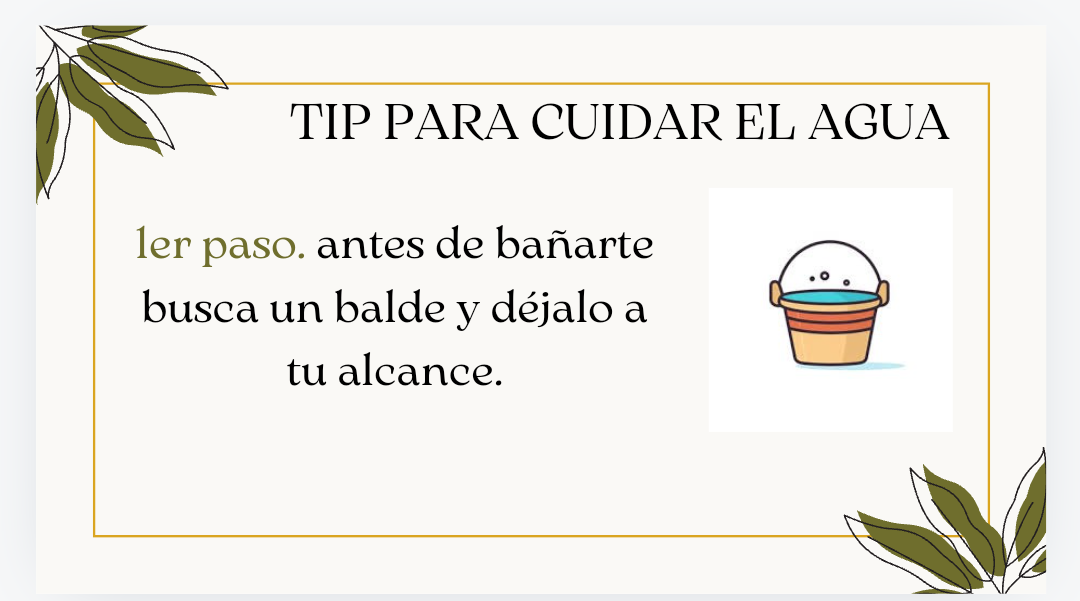 TIP PARA CUIDAR EL AGUA
1er paso. antes de bañarte
busca un balde y déjalo a
tu alcance.